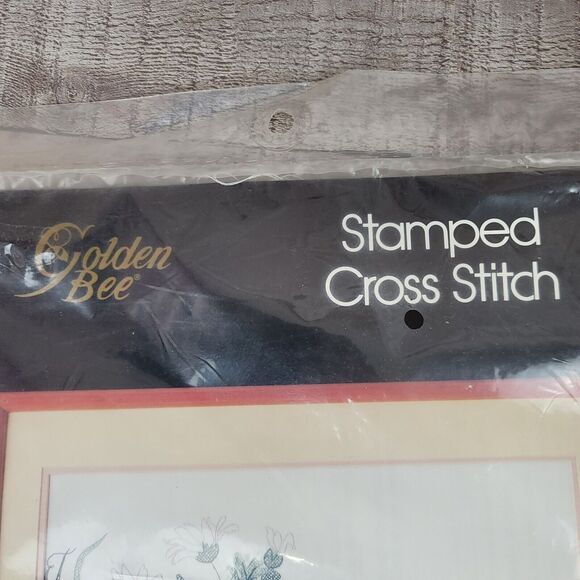 Golden
Bee®
Stamped
Cross Stitch